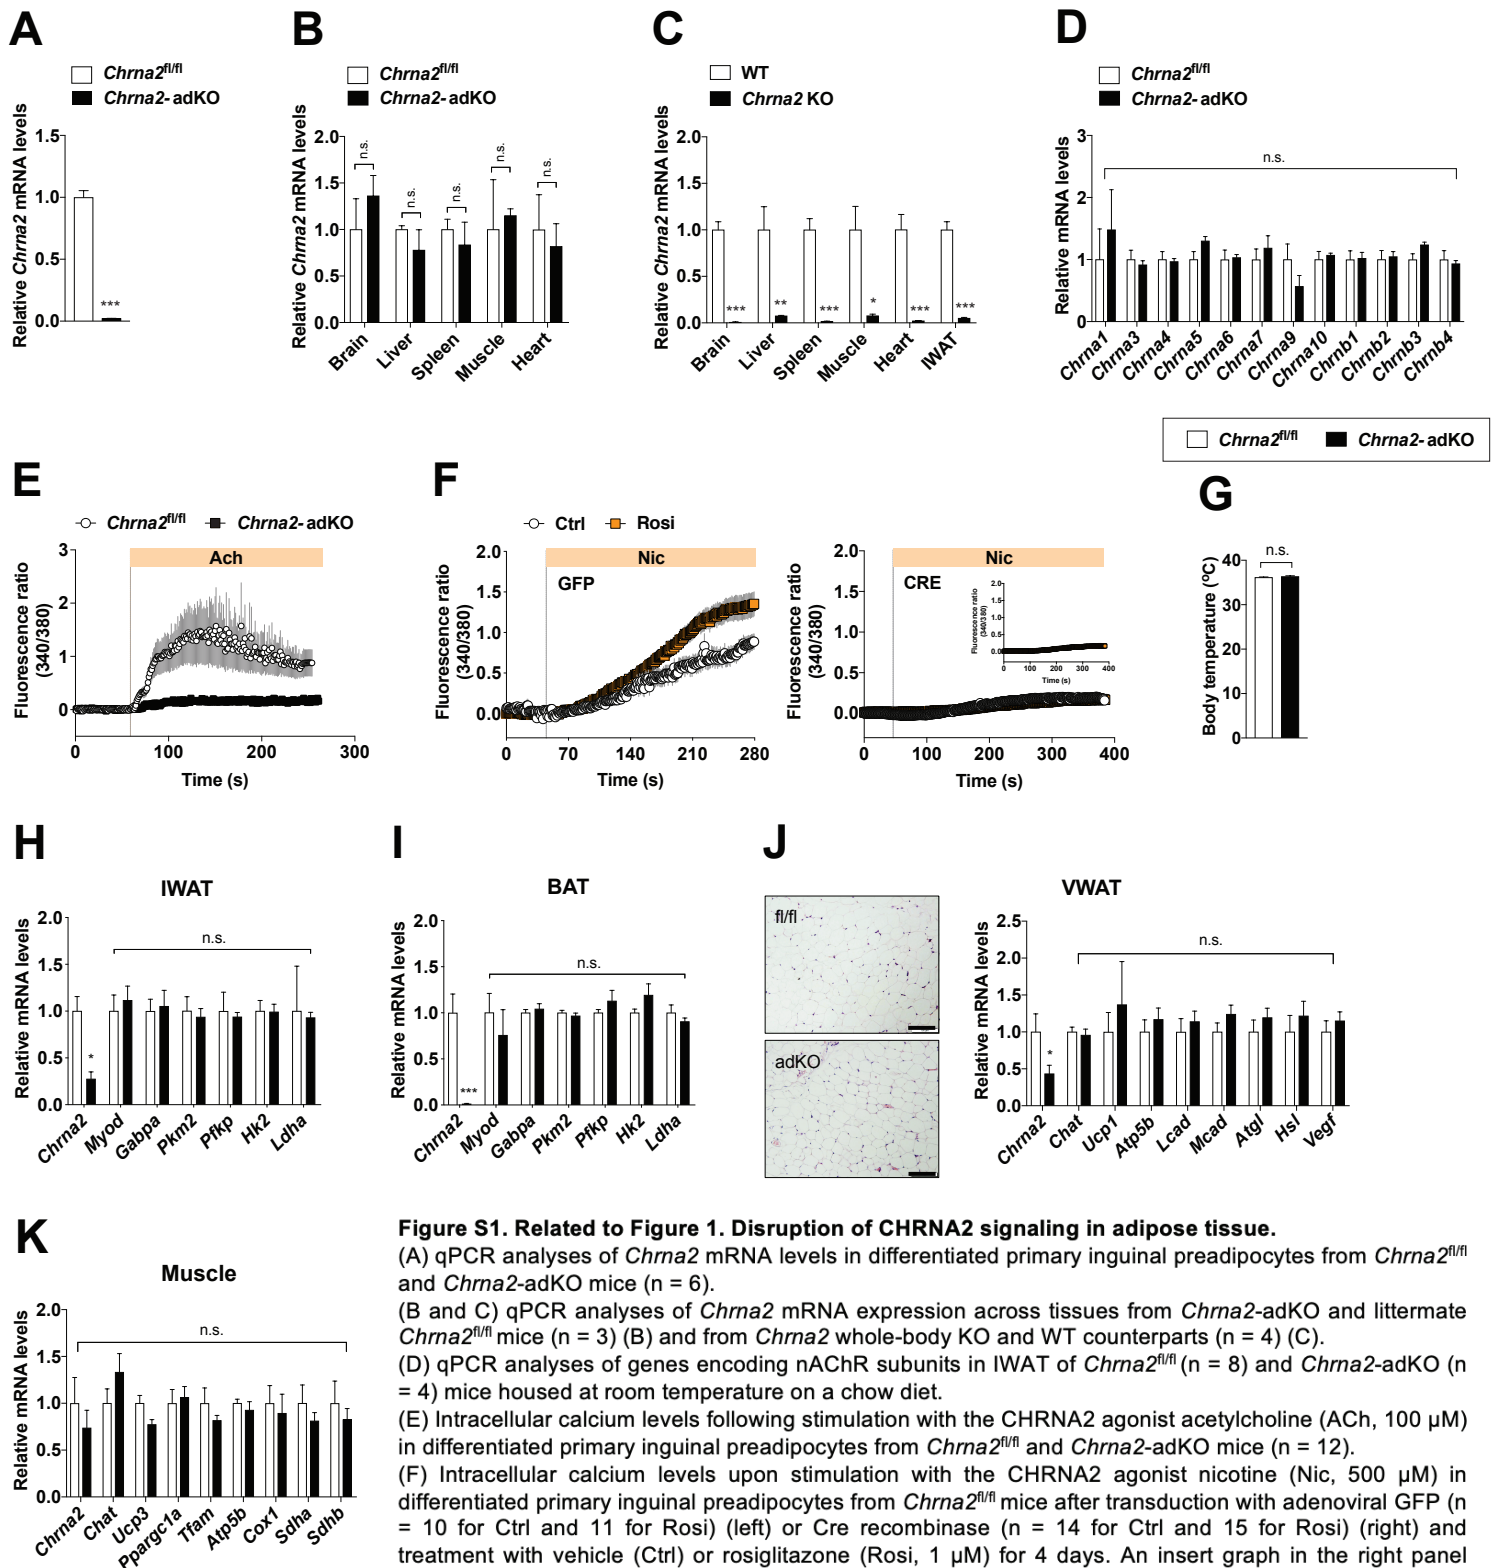 A
Chrna2fl/fl
Chrna2-adKO
Relative Chrna2 mRNA levels
1.5
1.0
0.5
0.0
***
B
Chrna2fl/fl
Chrna2-adKO
Relative Chrna2 mRNA levels
2.0
1.5
1.0
0.5
0.0
n.s.
n.s.
n.s.
n.s.
n.s.
Brain
Liver
Spleen
Muscle
Heart
C
WT
Chrna2 KO
Relative Chrna2 mRNA levels
2.0
1.5
1.0
0.5
0.0
***
**
***
*
***
***
Brain
Liver
Spleen
Muscle
Heart
IWAT
D
Chrna2fl/fl
Chrna2-adKO
Relative mRNA levels
3
2
1
0
n.s.
Chrna1
Chrna3
Chrna4
Chrna5
Chrna6
Chrna7
Chrna9
Chrna10
Chrnb1
Chrnb2
Chrnb3
Chrnb4
Chrna2fl/fl
Chrna2-adKO
E
Chrna2fl/fl
Chrna2-adKO
Fluorescence ratio
(340/380)
3
2
1
0
Ach
0
100
200
300
Time (s)
F
Ctrl
Rosi
Fluorescence ratio
(340/380)
2.0
1.5
1.0
0.5
0.0
Nic
GFP
0
70
140
210
280
Time (s)
Fluorescence ratio
(340/380)
2.0
1.5
1.0
0.5
0.0
Nic
CRE
Fluorescence ratio
(340/380)
2.0
1.5
1.0
0.5
0.0
0
100
200
300
400
Time (s)
0
100
200
300
400
Time (s)
G
Body temperature (ºC)
40
30
20
10
0
n.s.
H
IWAT
Relative mRNA levels
2.0
1.5
1.0
0.5
0.0
n.s.
*
Chrna2
Myod
Gabpa
Pkm2
Pfkp
Hk2
Ldha
I
BAT
Relative mRNA levels
2.0
1.5
1.0
0.5
0.0
n.s.
***
Chrna2
Myod
Gabpa
Pkm2
Pfkp
Hk2
Ldha
J
fl/fl
adKO
VWAT
Relative mRNA levels
2.5
2.0
1.5
1.0
0.5
0.0
n.s.
*
Chrna2
Chat
Ucp1
Atp5b
Lcad
Mcad
Atgl
Hsl
Vegf
K
Muscle
Relative mRNA levels
2.0
1.5
1.0
0.5
0.0
n.s.
Chrna2
Chat
Ucp3
Ppargc1a
Tfam
Atp5b
Cox1
Sdha
Sdhb
Figure S1. Related to Figure 1. Disruption of CHRNA2 signaling in adipose tissue.
(A) qPCR analyses of Chrna2 mRNA levels in differentiated primary inguinal preadipocytes from Chrna2fl/fl
and Chrna2-adKO mice (n = 6).
(B and C) qPCR analyses of Chrna2 mRNA expression across tissues from Chrna2-adKO and littermate
Chrna2fl/fl mice (n = 3) (B) and from Chrna2 whole-body KO and WT counterparts (n = 4) (C).
(D) qPCR analyses of genes encoding nAChR subunits in IWAT of Chrna2fl/fl (n = 8) and Chrna2-adKO (n
= 4) mice housed at room temperature on a chow diet.
(E) Intracellular calcium levels following stimulation with the CHRNA2 agonist acetylcholine (ACh, 100 µM)
in differentiated primary inguinal preadipocytes from Chrna2fl/fl and Chrna2-adKO mice (n = 12).
(F) Intracellular calcium levels upon stimulation with the CHRNA2 agonist nicotine (Nic, 500 µM) in
differentiated primary inguinal preadipocytes from Chrna2fl/fl mice after transduction with adenoviral GFP (n
= 10 for Ctrl and 11 for Rosi) (left) or Cre recombinase (n = 14 for Ctrl and 15 for Rosi) (right) and
treatment with vehicle (Ctrl) or rosiglitazone (Rosi, 1 µM) for 4 days. An insert graph in the right panel